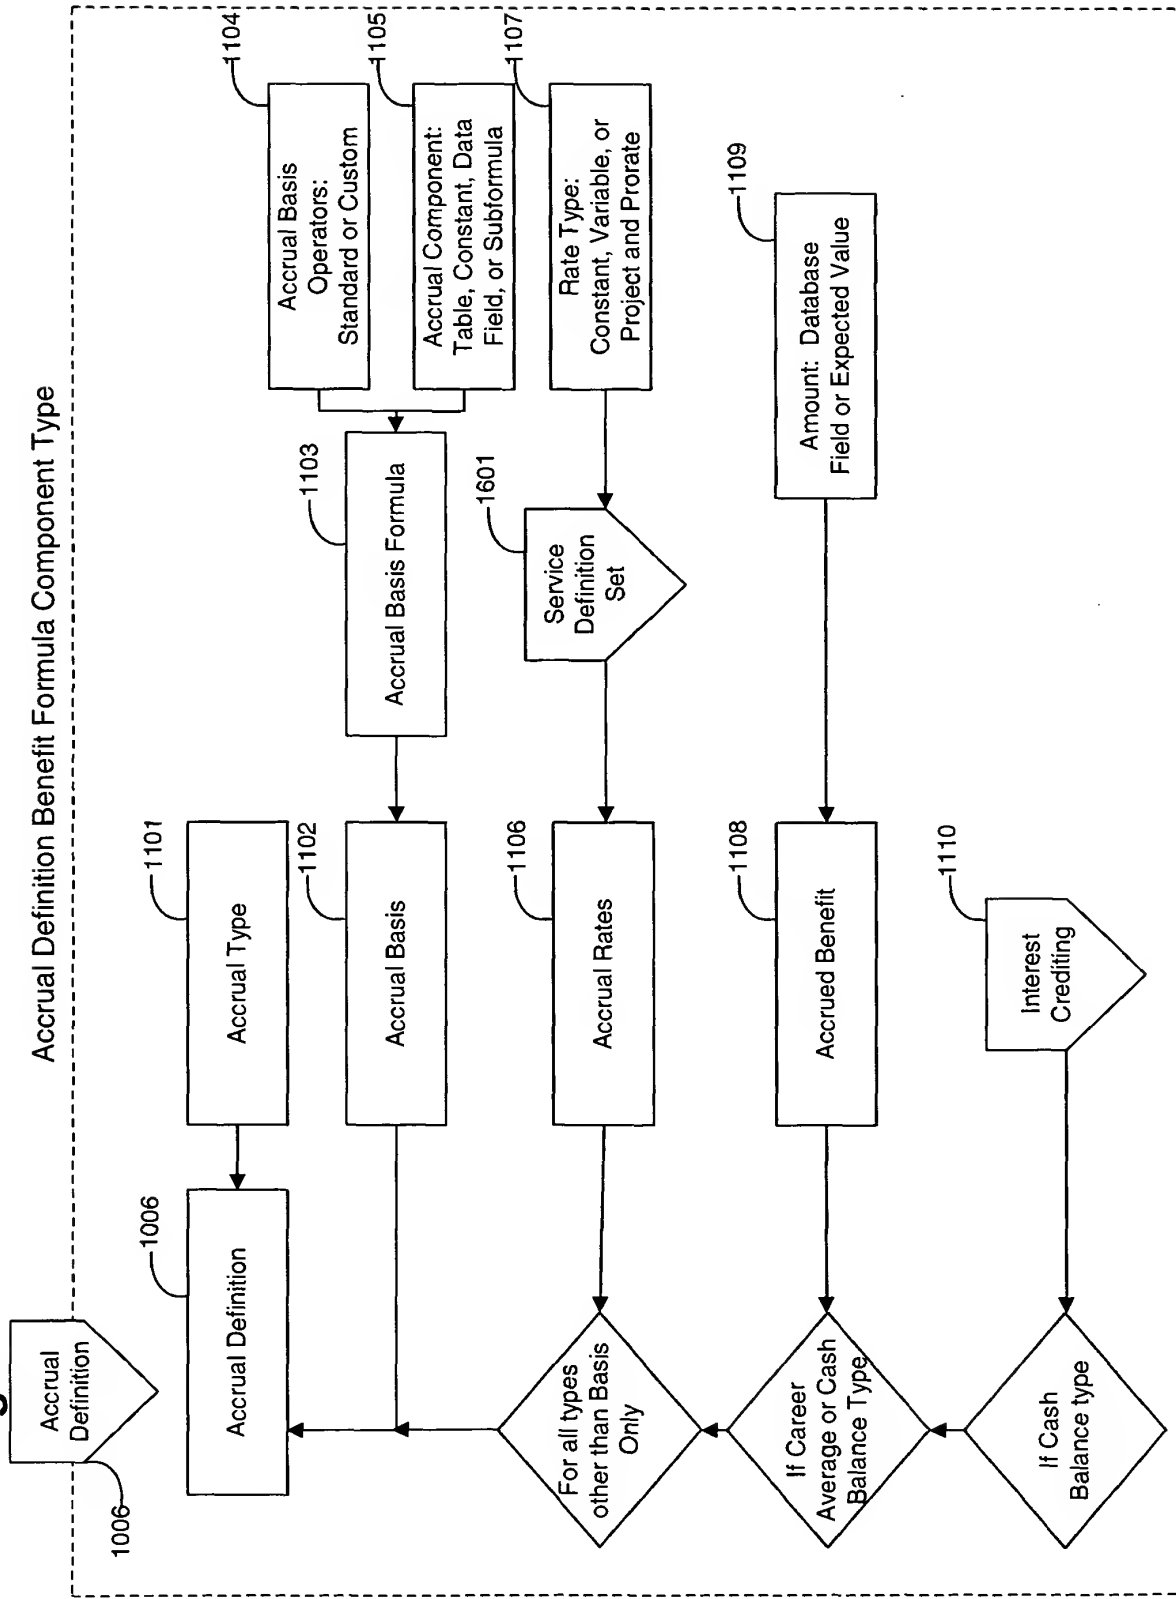 Accrual Definition Benefit Formula Component Type
Accrual
Definition
1006
Accrual Definition
1006
Accrual Type
1101
Accrual Basis
1102
Accrual Basis Formula
1103
Accrual Basis
Operators:
Standard or Custom
1104
Accrual Component:
Table, Constant, Data
Field, or Subformula
1105
For all types
other than Basis
Only
Accrual Rates
1106
Service
Definition
Set
1601
Rate Type:
Constant, Variable, or
Project and Prorate
1107
If Career
Average or Cash
Balance Type
Accrued Benefit
1108
Amount: Database
Field or Expected Value
1109
If Cash
Balance type
Interest
Crediting
1110